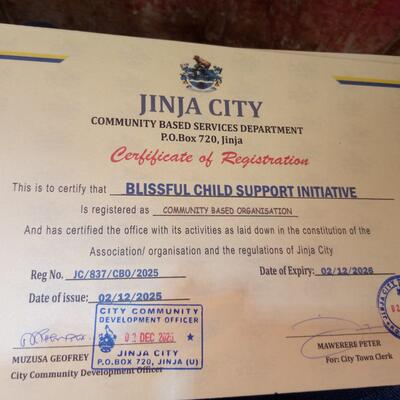 JINJA CITY
COMMUNITY BASED SERVICES DEPARTMENT
P.O.Box 720, Jinja
Cerfificate of Registration
This is to certify that BLISSFUL CHILD SUPPORT INITIATIVE
Is registered as COMMUNITY BASED ORGANISATION
And has certified the office with its activities as laid down in the constitution of the
Association/ organisation and the regulations of Jinja City
Reg No. JC/837/CBO/2025 Date of Expiry: 02/12/2026
Date of issue: 02/12/2025
CITY COMMUNITY
DEVELOPMENT OFFICER
02 DEC 2025
JINJA CITY
P.O.BOX 720, JINJA (U)
MUZUSA GEOFREY
City Community Development Officer
MAWERERE PETER
For: City Town Clerk